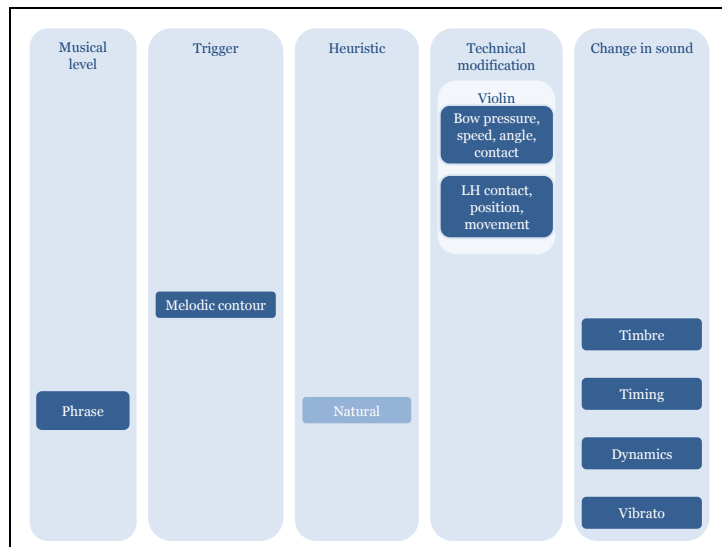 Musical
level
Trigger
Heuristic
Technical
modification
Change in sound
Violin
Bow pressure,
speed, angle,
contact
LH contact,
position,
movement
Melodic contour
Timbre
Phrase
Natural
Timing
Dynamics
Vibrato